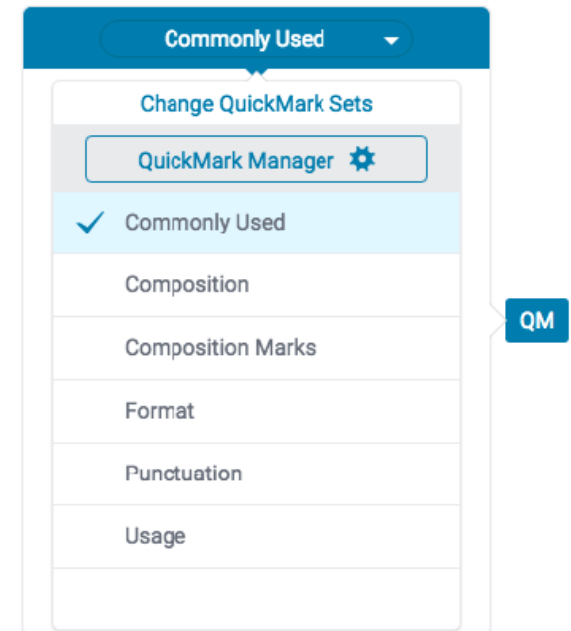 Commonly Used
Change QuickMark Sets
QuickMark Manager
Commonly Used
Composition
QM
Composition Marks
Format
Punctuation
Usage